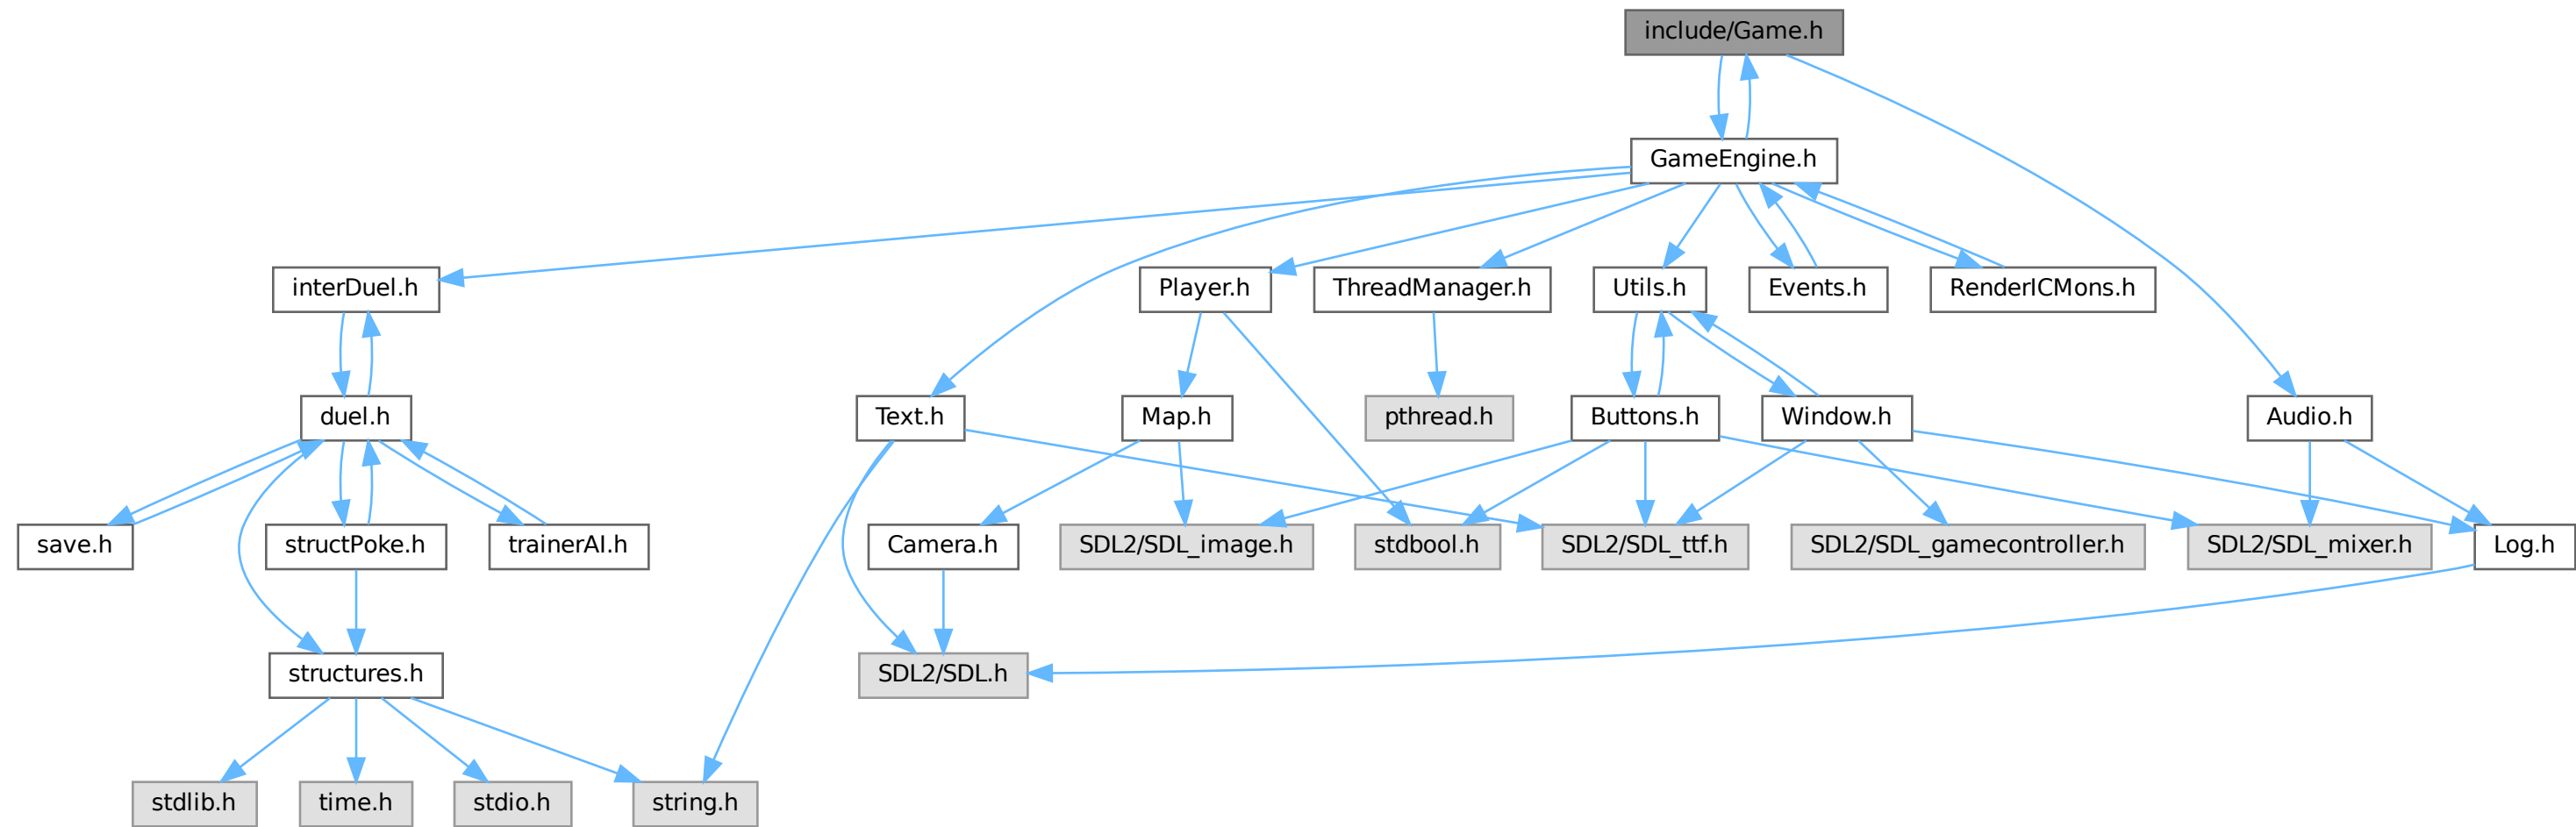 include/Game.h
GameEngine.h
interDuel.h
Player.h
ThreadManager.h
Utils.h
Events.h
RenderICMons.h
duel.h
Text.h
Map.h
pthread.h
Buttons.h
Window.h
Audio.h
save.h
structPoke.h
trainerAI.h
Camera.h
SDL2/SDL_image.h
stdbool.h
SDL2/SDL_ttf.h
SDL2/SDL_gamecontroller.h
SDL2/SDL_mixer.h
Log.h
structures.h
SDL2/SDL.h
stdlib.h
time.h
stdio.h
string.h